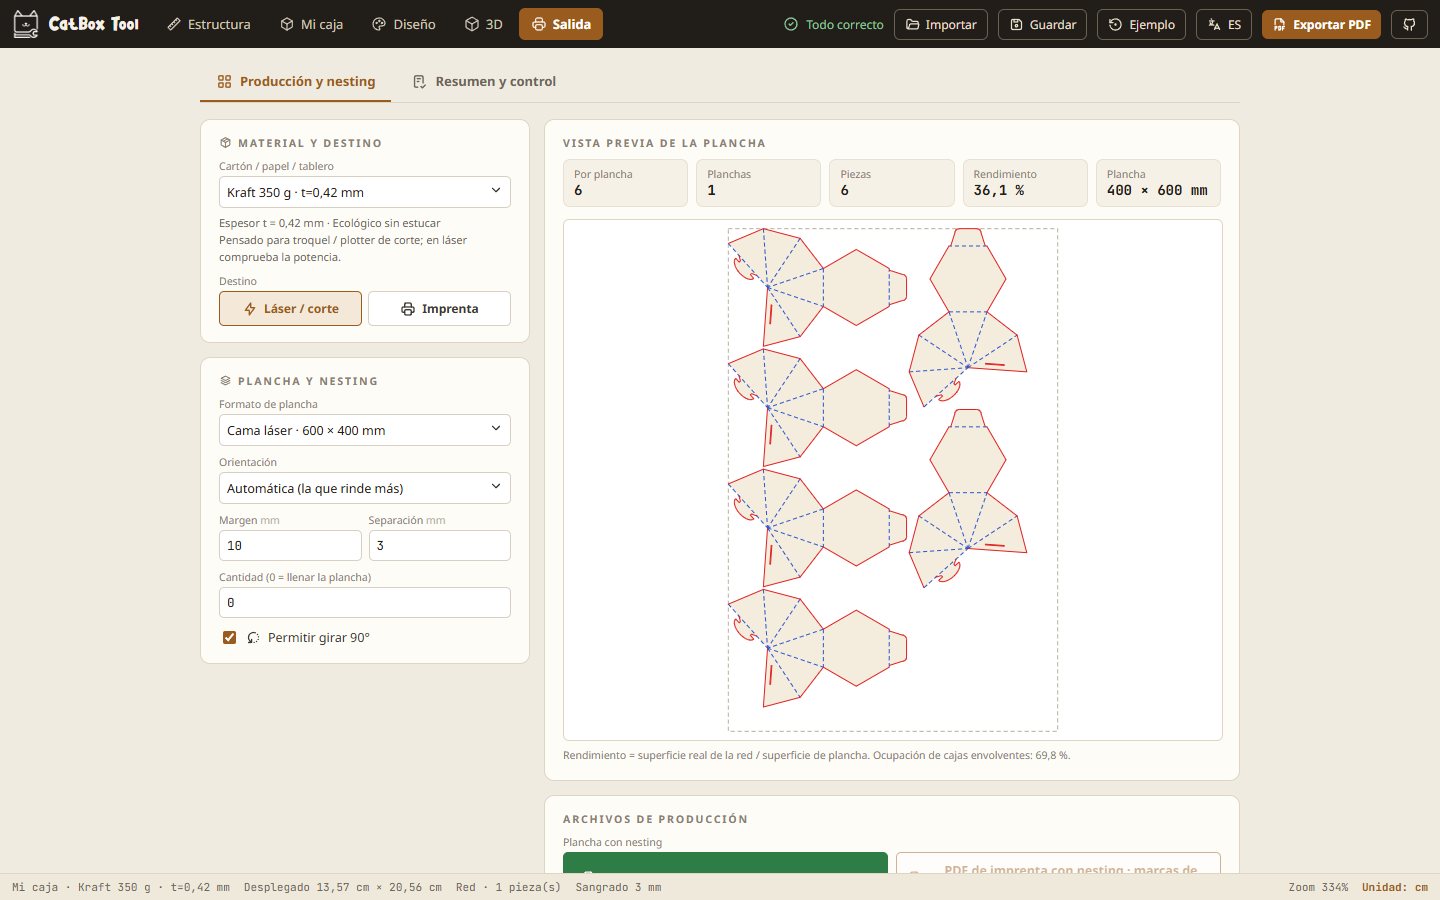 CatBox Tool
Estructura
Mi caja
Diseño
3D
Salida
Todo correcto
Importar
Guardar
Ejemplo
ES
Exportar PDF
Producción y nesting
Resumen y control
MATERIAL Y DESTINO
Cartón / papel / tablero
Kraft 350 g · t=0,42 mm
Espesor t = 0,42 mm · Ecológico sin estucar
Pensado para troquel / plotter de corte; en láser
comprueba la potencia.
Destino
Láser / corte
Imprenta
PLANCHA Y NESTING
Formato de plancha
Cama láser · 600 × 400 mm
Orientación
Automática (la que rinde más)
Margen mm
Separación mm
10
3
Cantidad (0 = llenar la plancha)
0
Permitir girar 90°
VISTA PREVIA DE LA PLANCHA
Por plancha
6
Planchas
1
Piezas
6
Rendimiento
36,1 %
Plancha
400 × 600 mm
Rendimiento = superficie real de la red / superficie de plancha. Ocupación de cajas envolventes: 69,8 %.
ARCHIVOS DE PRODUCCIÓN
Plancha con nesting
PDF de imprenta con nesting · marcas de
Mi caja · Kraft 350 g · t=0,42 mm
Desplegado 13,57 cm × 20,56 cm
Red · 1 pieza(s)
Sangrado 3 mm
Zoom 334%
Unidad: cm